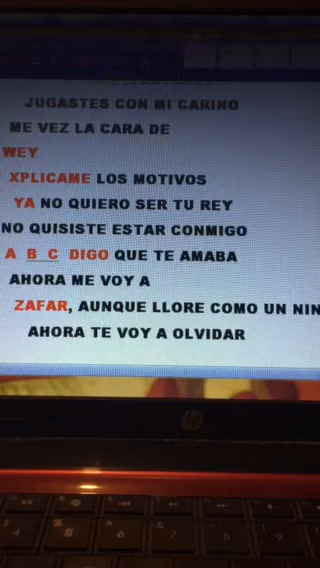 JUGASTES CON MI CARINO
ME VEZ LA CARA DE
WEY
XPLICAME LOS MOTIVOS
YA NO QUIERO SER TU REY
NO QUISISTE ESTAR CONMIGO
A B C DIGO QUE TE AMABA
AHORA ME VOY A
ZAFAR, AUNQUE LLORE COMO UN NIN
AHORA TE VOY A OLVIDAR
hp